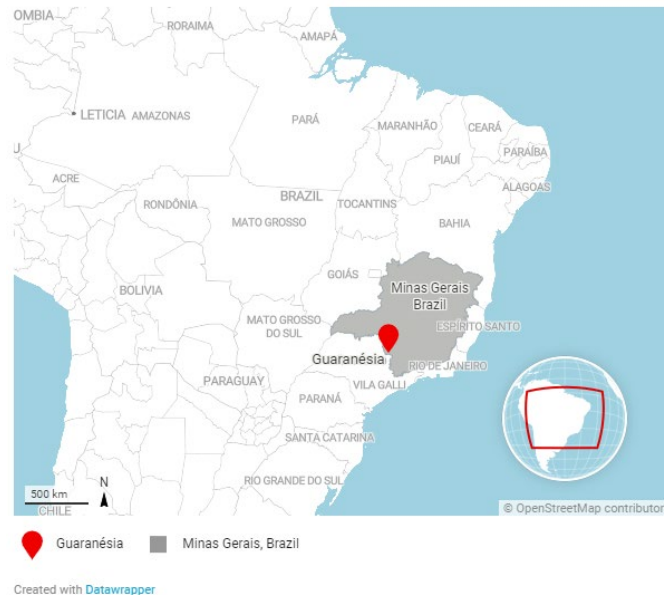 OMBIA
RORAIMA
AMAPÁ
LETICIA AMAZONAS
PARÁ
MARANHÃO
CEARÁ
PARAÍBA
PIAUÍ
U
ACRE
ALAGOAS
RONDÔNIA
BRAZIL
TOCANTINS
MATO GROSSO
BAHIA
GOIÁS
BOLIVIA
Minas Gerais
Brazil
MATO GROSSO
DO SUL
ESPÍRITO SANTO
Guaranésia
RIO DE JANEIRO
PARAGUAY
VILA GALLI
PARANÁ
SANTA CATARINA
RIO GRANDE DO SUL
500 km
N
CHILE
© OpenStreetMap contributor
Guaranésia
Minas Gerais, Brazil
Created with Datawrapper